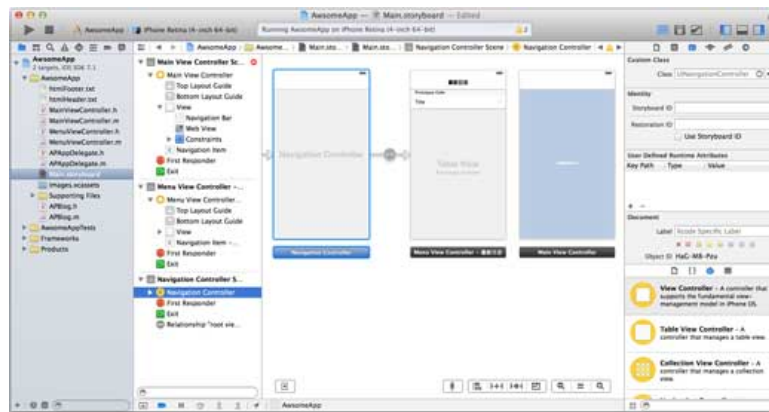 AwsomeApp — Main.storyboard — Edited
AwsomeApp iPhone Retina (4-inch 64-bit)
Running AwsomeApp on iPhone Retina (4-inch 64-bit)
2
AwsomeApp
Main.sto...
Main.sto...
Navigation Controller Scene
Navigation Controller
AwsomeApp
2 targets, iOS SDK 7.1
AwsomeApp
htmlFooter.txt
htmlHeader.txt
MainViewController.h
MainViewController.m
MenuViewController.h
MenuViewController.m
APAppDelegate.h
APAppDelegate.m
Main.storyboard
Images.xcassets
Supporting Files
APBlog.h
APBlog.m
AwsomeAppTests
Frameworks
Products
Main View Controller Sc...
Main View Controller
Top Layout Guide
Bottom Layout Guide
View
Navigation Bar
Web View
Constraints
Navigation Item
First Responder
Exit
Menu View Controller -...
Menu View Controller...
Top Layout Guide
Bottom Layout Guide
View
Navigation Item -...
First Responder
Exit
Navigation Controller S...
Navigation Controller
First Responder
Exit
Relationship "root vie...
Navigation Controller
Navigation Controller
Prototype Cells
Title
Table View
Prototype Content
Menu View Controller -
Main View Controller
AwsomeApp
Custom Class
Class UINavigationController
Identity
Storyboard ID
Restoration ID
Use Storyboard ID
User Defined Runtime Attributes
Key Path Type Value
Document
Label Xcode Specific Label
Object ID
View Controller - A controller that
supports the fundamental view-
management model in iPhone OS.
Table View Controller - A
controller that manages a table view.
Collection View Controller - A
controller that manages a collection
view.